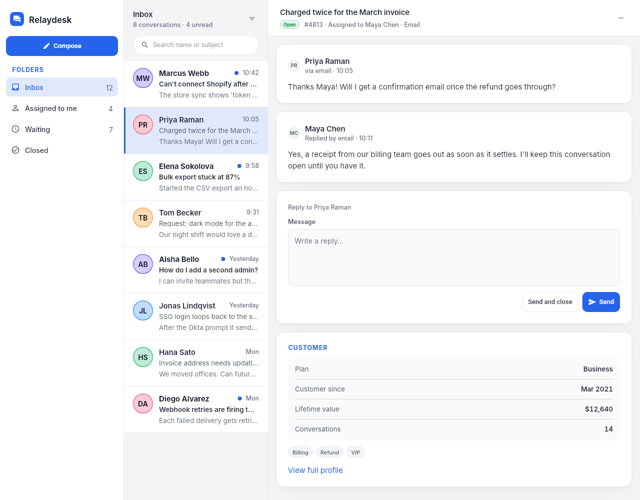 Relaydesk
Compose
FOLDERS
Inbox 12
Assigned to me 4
Waiting 7
Closed
Inbox
8 conversations · 4 unread
Search name or subject
MW
Marcus Webb 10:42
Can't connect Shopify after ...
The store sync shows 'token ...
PR
Priya Raman 10:05
Charged twice for the March ...
Thanks Maya! Will I get a con...
ES
Elena Sokolova 9:58
Bulk export stuck at 87%
Started the CSV export an ho...
TB
Tom Becker 9:31
Request: dark mode for the a...
Our night shift would love a d...
AB
Aisha Bello Yesterday
How do I add a second admin?
I can invite teammates but th...
JL
Jonas Lindqvist Yesterday
SSO login loops back to the s...
After the Okta prompt it send...
HS
Hana Sato Mon
Invoice address needs updati...
We moved offices. Can futur...
DA
Diego Alvarez Mon
Webhook retries are firing t...
Each failed delivery gets retri...
Charged twice for the March invoice
Open #4813 · Assigned to Maya Chen · Email
PR
Priya Raman
via email · 10:05
Thanks Maya! Will I get a confirmation email once the refund goes through?
MC
Maya Chen
Replied by email · 10:11
Yes, a receipt from our billing team goes out as soon as it settles. I'll keep this conversation
open until you have it.
Reply to Priya Raman
Message
Write a reply...
Send and close
Send
CUSTOMER
Plan Business
Customer since Mar 2021
Lifetime value $12,640
Conversations 14
Billing Refund VIP
View full profile